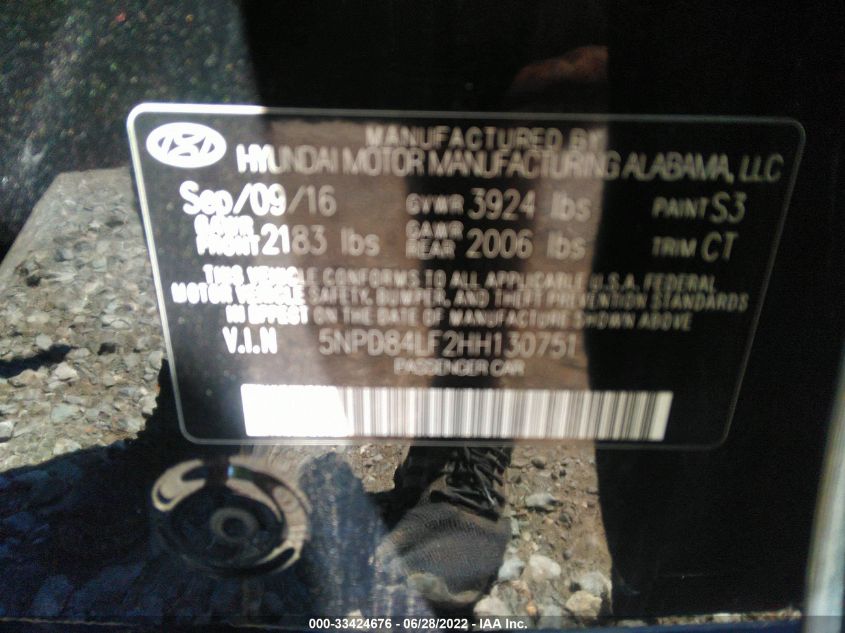 MANUFACTURED BY
HYUNDAI MOTOR MANUFACTURING ALABAMA, LLC
Sep/09/16 GVWR 3924 lbs PAINT S3
GAWR FRONT 2183 lbs GAWR REAR 2006 lbs TRIM CT
THIS VEHICLE CONFORMS TO ALL APPLICABLE U.S.A. FEDERAL
MOTOR VEHICLE SAFETY, BUMPER, AND THEFT PREVENTION STANDARDS
IN EFFECT ON THE DATE OF MANUFACTURE SHOWN ABOVE.
V.I.N 5NPD84LF2HH130751
PASSENGER CAR
000-33424676 - 06/28/2022 - IAA Inc.